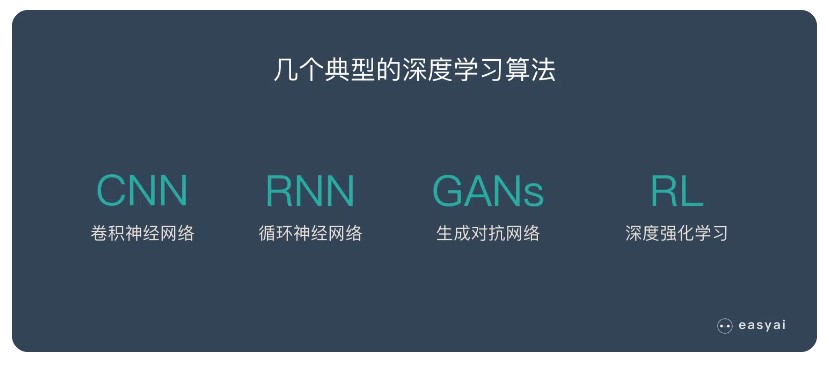 几个典型的深度学习算法
CNN
卷积神经网络
RNN
循环神经网络
GANs
生成对抗网络
RL
深度强化学习
easyai